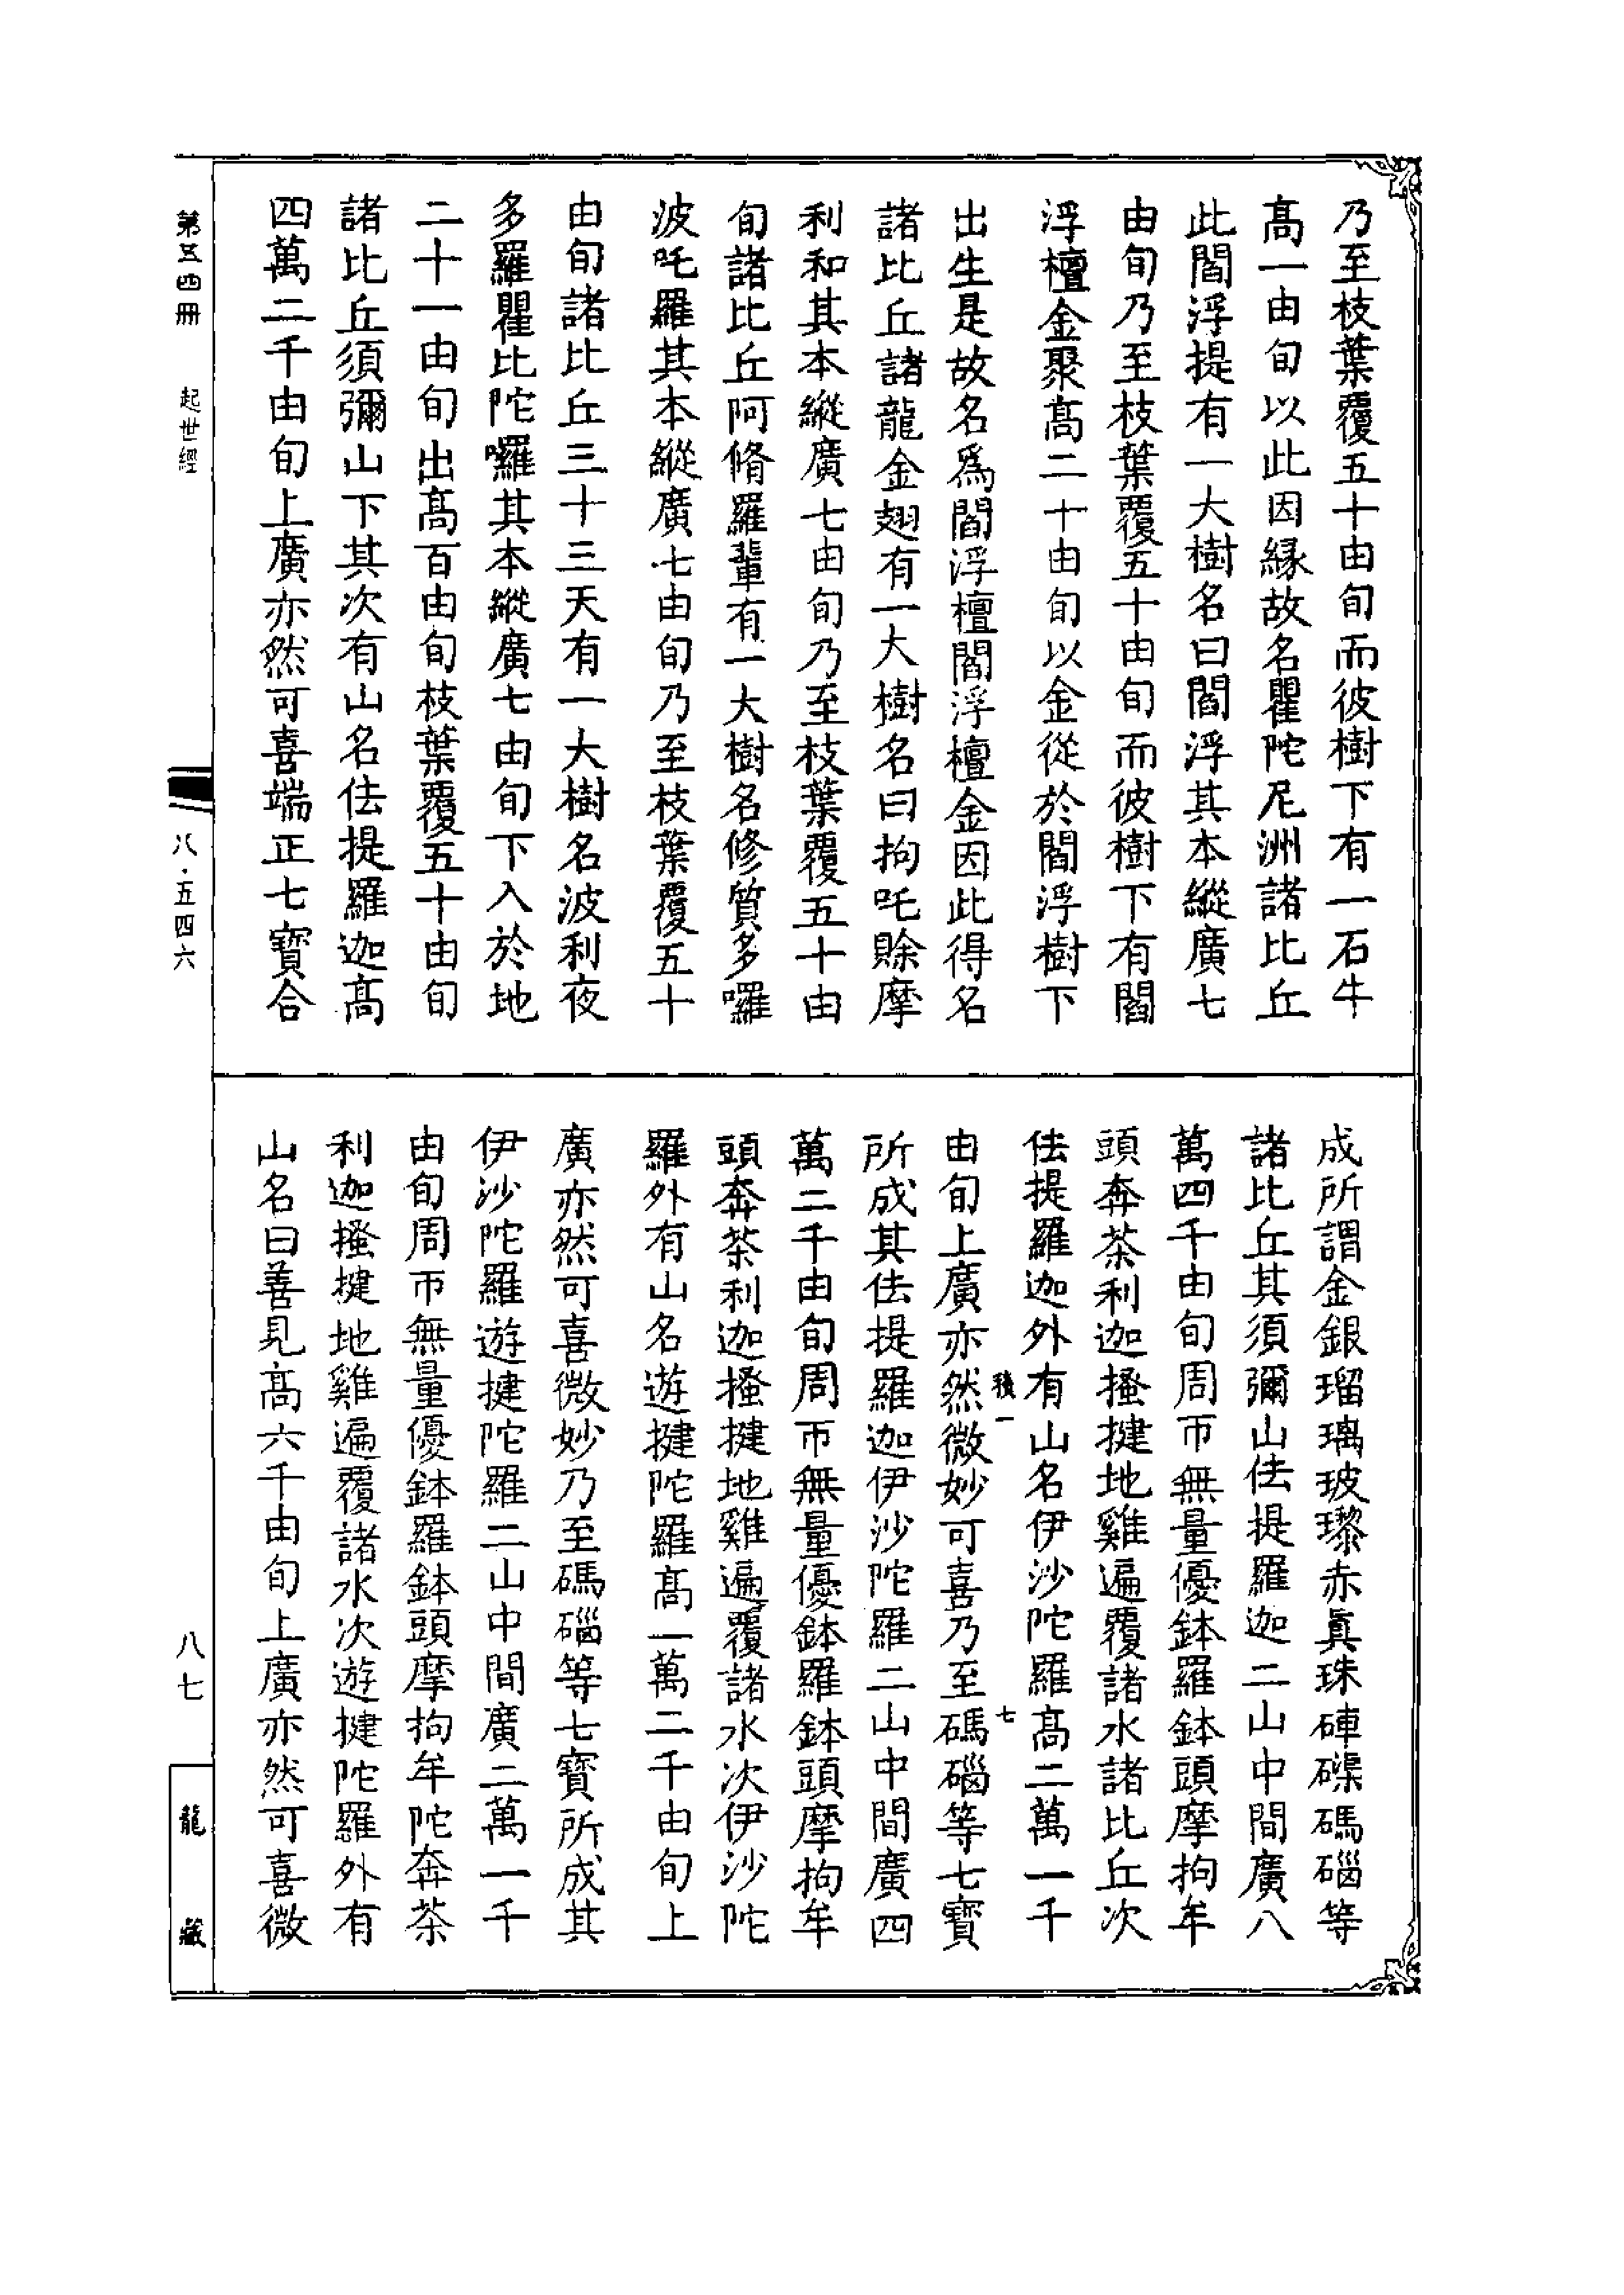 乃至枝葉覆五十由旬而彼樹下有一石牛
髙一由旬以此因緣故名瞿陀尼洲諸比丘
此閻浮提有一大樹名曰閻浮其本縱廣七
由旬乃至枝葉覆五十由旬而彼樹下有閻
浮檀金聚髙二十由旬以金從於閻浮樹下
出生是故名爲閻浮檀閻浮檀金因此得名
諸比丘諸龍金翅有一大樹名曰拘吒賖摩
利和其本縱廣七由旬乃至枝葉覆五十由
旬諸比丘阿脩羅輩有一大樹名修質多囉
波吒羅其本縱廣七由旬乃至枝葉覆五十
由旬諸比丘三十三天有一大樹名波利夜
多羅瞿比陀囉其本縱廣七由旬下入於地
二十一由旬出髙百由旬枝葉覆五十由旬
諸比丘須彌山下其次有山名佉提羅迦髙
四萬二千由旬上廣亦然可喜端正七寶合
成所謂金銀瑠璃玻瓈赤眞珠硨磲碼碯等
諸比丘其須彌山佉提羅迦二山中間廣八
萬四千由旬周帀無量優鉢羅鉢頭摩拘牟
頭奔茶利迦搔揵地雞遍覆諸水諸比丘次
佉提羅迦外有山名伊沙陀羅髙二萬一千
積一 七
由旬上廣亦然微妙可喜乃至碼碯等七寶
所成其佉提羅迦伊沙陀羅二山中間廣四
萬二千由旬周帀無量優鉢羅鉢頭摩拘牟
頭奔茶利迦搔揵地雞遍覆諸水次伊沙陀
羅外有山名遊揵陀羅髙一萬二千由旬上
廣亦然可喜微妙乃至碼碯等七寶所成其
伊沙陀羅遊揵陀羅二山中間廣二萬一千
由旬周帀無量優鉢羅鉢頭摩拘牟陀奔茶
利迦搔揵地雞遍覆諸水次遊揵陀羅外有
山名曰善見髙六千由旬上廣亦然可喜微
第五四冊 起世經
八·五四六
八七
龍藏